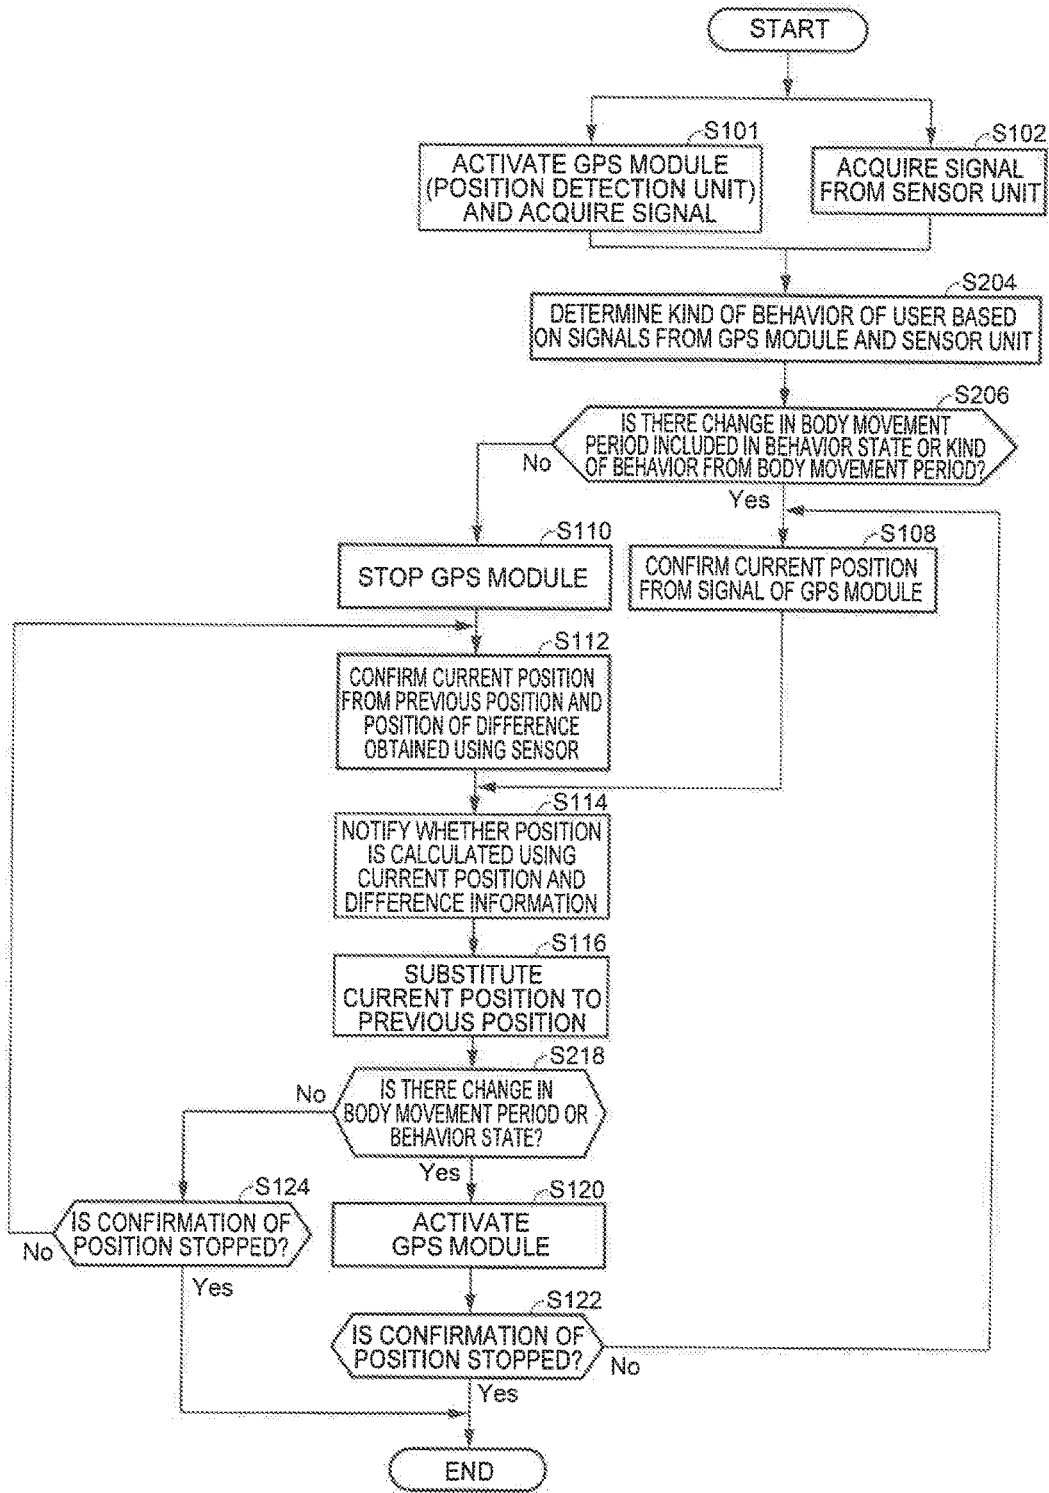 START
S101
ACTIVATE GPS MODULE
(POSITION DETECTION UNIT)
AND ACQUIRE SIGNAL
S102
ACQUIRE SIGNAL
FROM SENSOR UNIT
S204
DETERMINE KIND OF BEHAVIOR OF USER BASED
ON SIGNALS FROM GPS MODULE AND SENSOR UNIT
S206
IS THERE CHANGE IN BODY MOVEMENT
PERIOD INCLUDED IN BEHAVIOR STATE OR KIND
OF BEHAVIOR FROM BODY MOVEMENT PERIOD?
No
Yes
S110
STOP GPS MODULE
S108
CONFIRM CURRENT POSITION
FROM SIGNAL OF GPS MODULE
S112
CONFIRM CURRENT POSITION
FROM PREVIOUS POSITION AND
POSITION OF DIFFERENCE
OBTAINED USING SENSOR
S114
NOTIFY WHETHER POSITION
IS CALCULATED USING
CURRENT POSITION AND
DIFFERENCE INFORMATION
S116
SUBSTITUTE
CURRENT POSITION TO
PREVIOUS POSITION
S218
IS THERE CHANGE IN
BODY MOVEMENT PERIOD OR
BEHAVIOR STATE?
No
Yes
S124
IS CONFIRMATION OF
POSITION STOPPED?
No
Yes
S120
ACTIVATE
GPS MODULE
S122
IS CONFIRMATION OF
POSITION STOPPED?
No
Yes
END